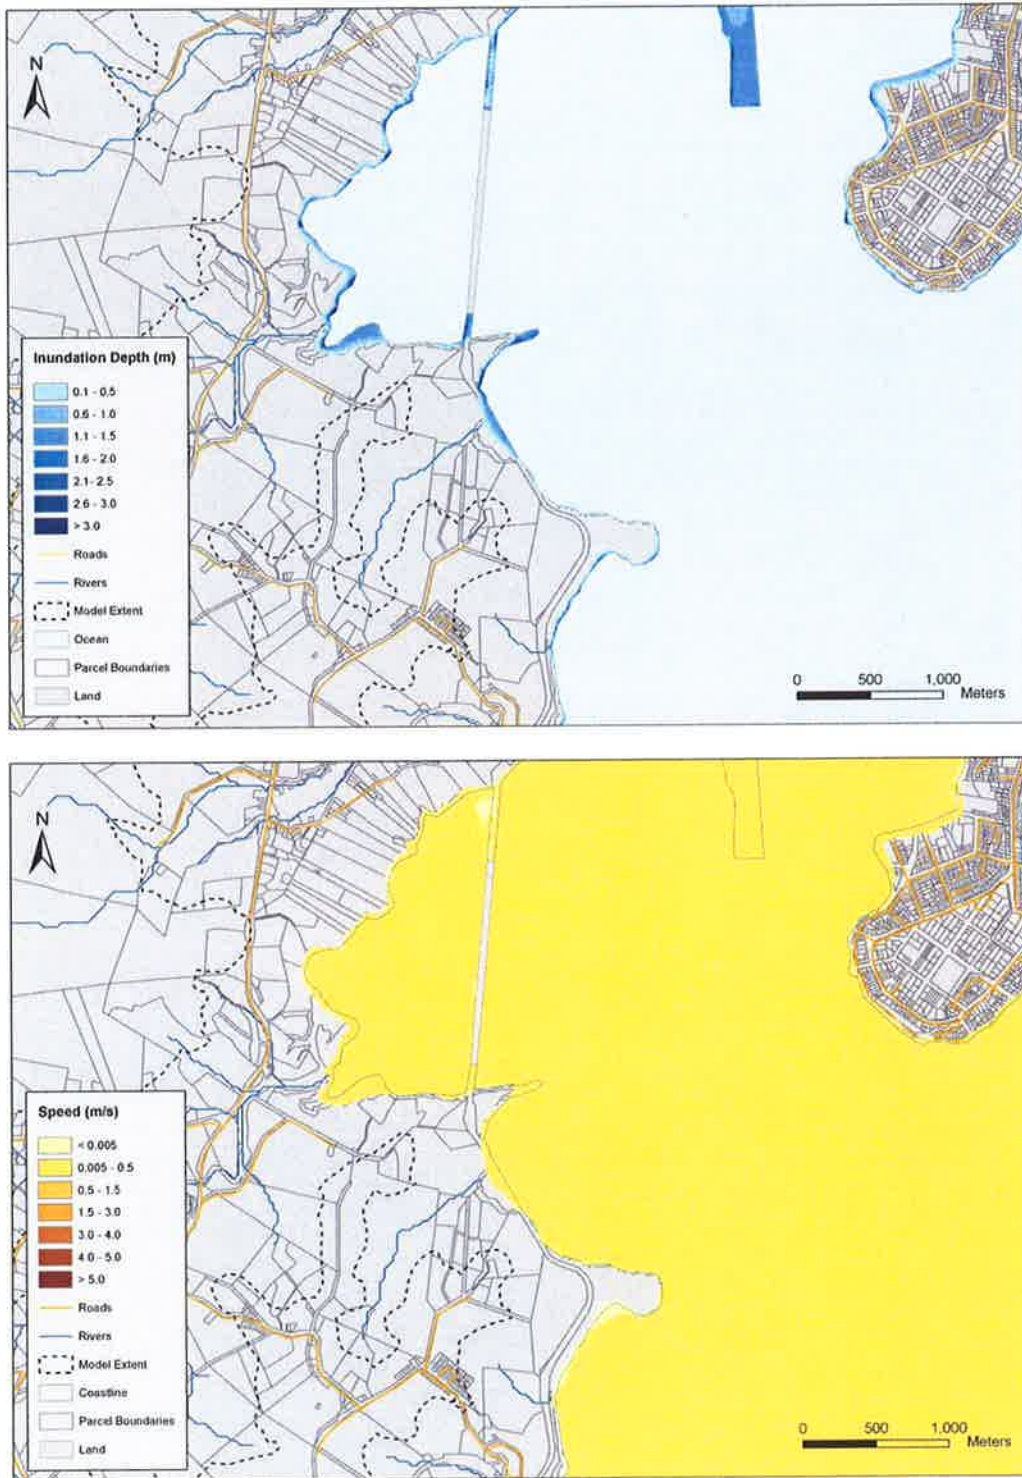 N
Inundation Depth (m)
0.1 - 0.5
0.6 - 1.0
1.1 - 1.5
1.6 - 2.0
2.1 - 2.5
2.6 - 3.0
> 3.0
Roads
Rivers
Model Extent
Ocean
Parcel Boundaries
Land
0 500 1,000
Meters
N
Speed (m/s)
< 0.005
0.005 - 0.5
0.5 - 1.5
1.5 - 3.0
3.0 - 4.0
4.0 - 5.0
> 5.0
Roads
Rivers
Model Extent
Coastline
Parcel Boundaries
Land
0 500 1,000
Meters